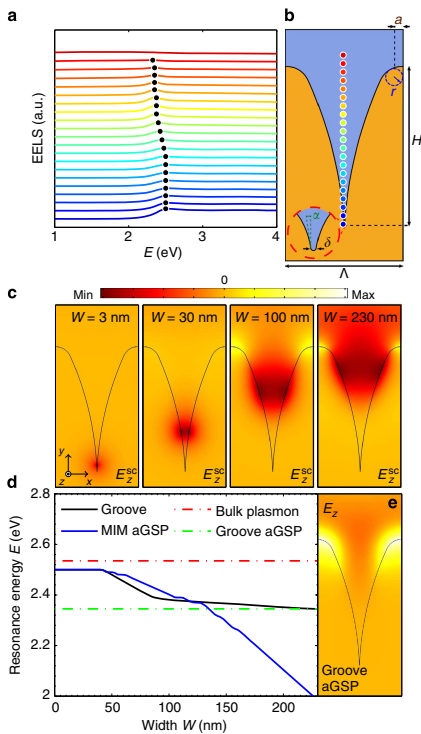 a
EELS (a.u.)
1 2 3 4
E (eV)
b
a
r
H
α
δ
Λ
c
Min 0 Max
W = 3 nm
W = 30 nm
W = 100 nm
W = 230 nm
y
z x
E_z^sc
E_z^sc
E_z^sc
E_z^sc
d
Resonance energy E (eV)
2.8
2.6
2.4
2.2
2
Groove
MIM aGSP
Bulk plasmon
Groove aGSP
0 50 100 150 200
Width W (nm)
E_z
e
Groove
aGSP